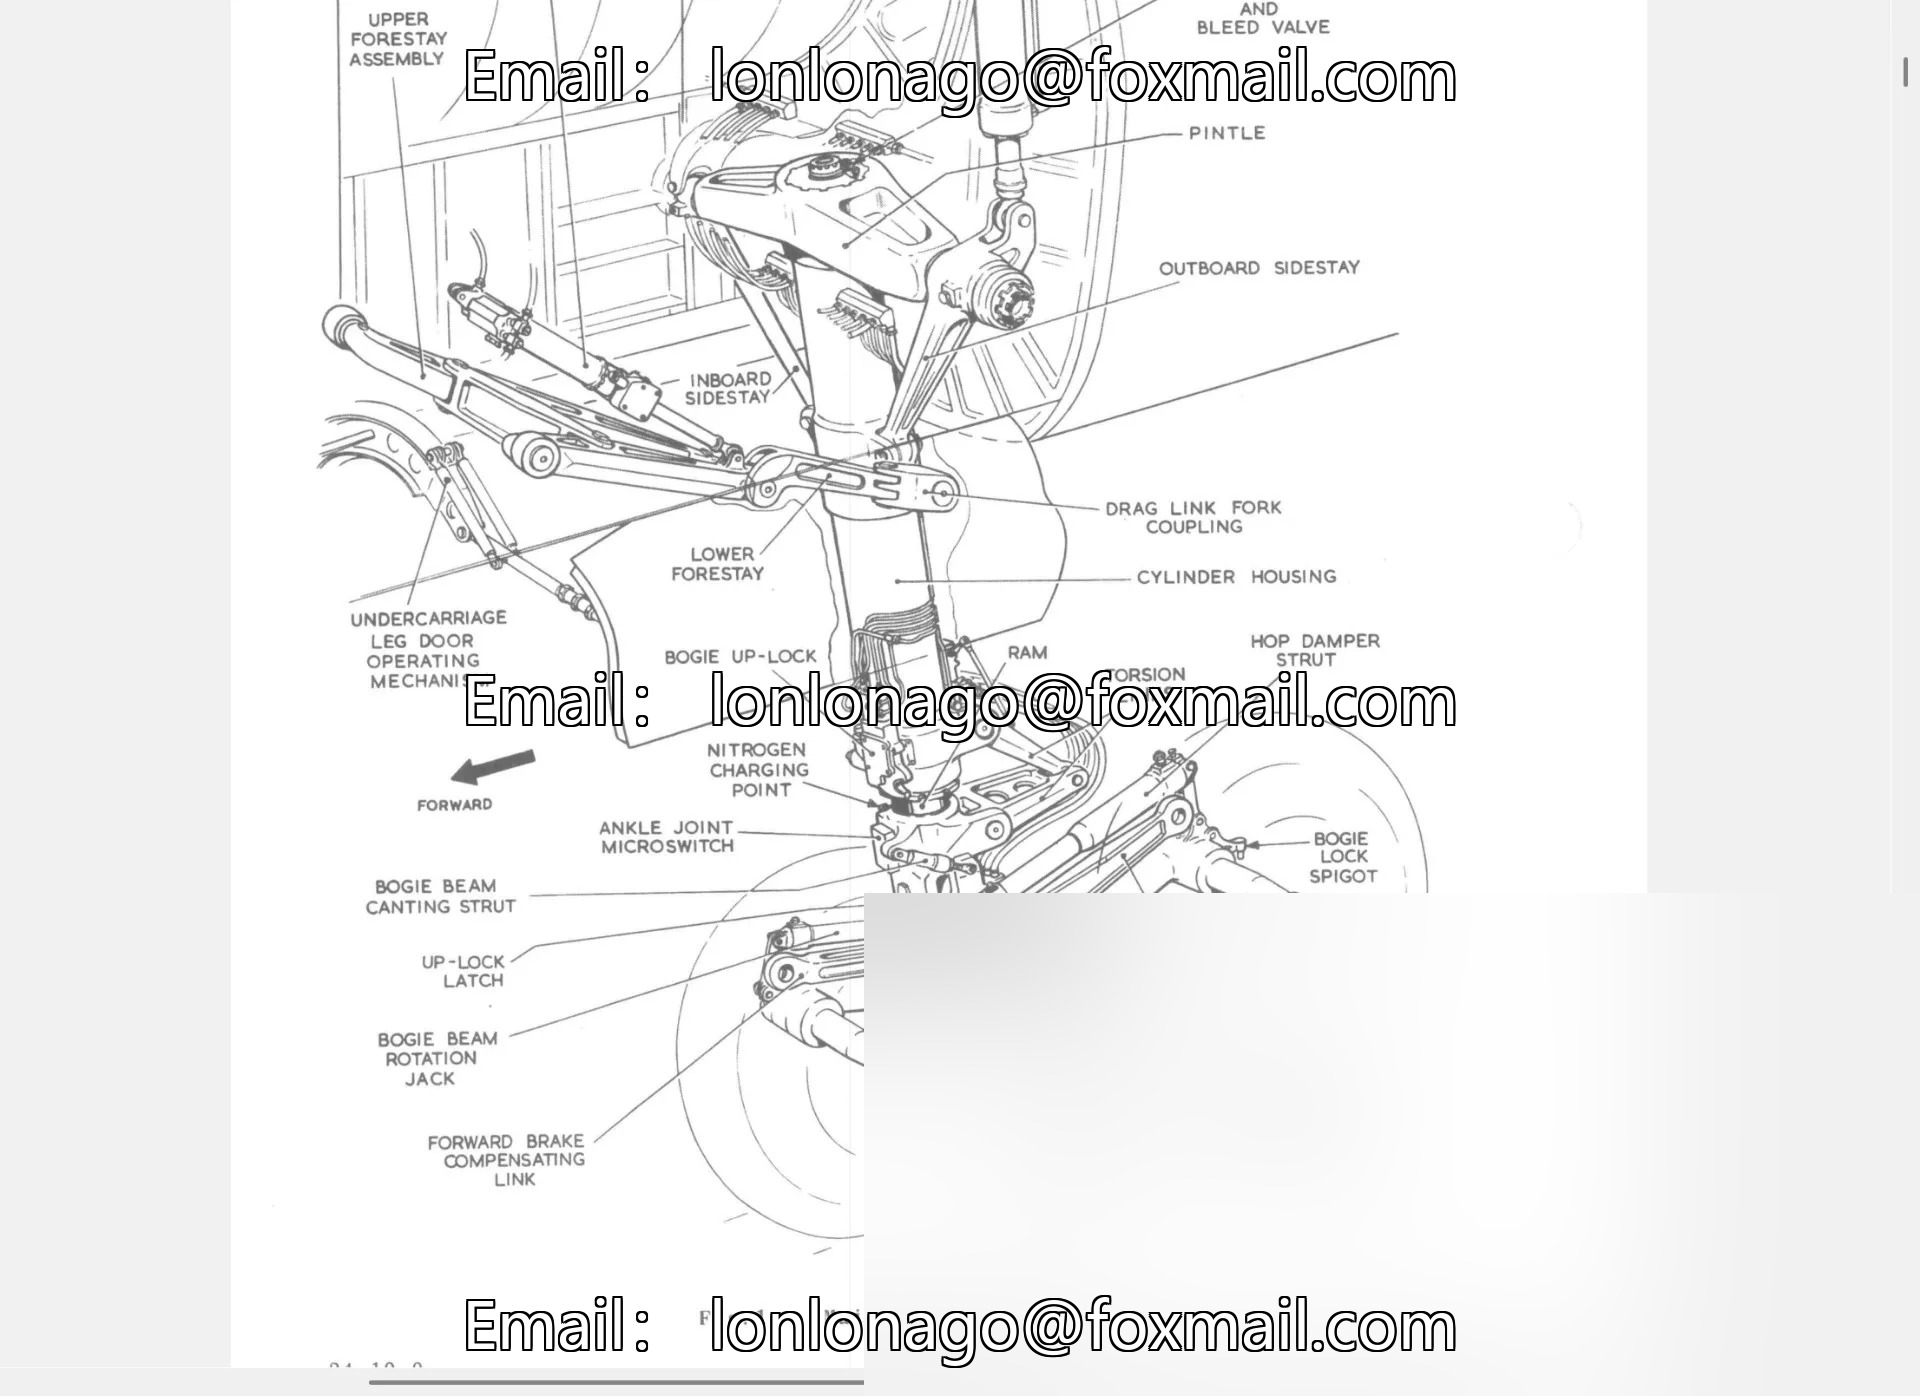 UPPER
FORESTAY
ASSEMBLY
AND
BLEED VALVE
Email： lonlonago@foxmail.com
PINTLE
OUTBOARD SIDESTAY
INBOARD
SIDESTAY
DRAG LINK FORK
COUPLING
LOWER
FORESTAY
CYLINDER HOUSING
UNDERCARRIAGE
LEG DOOR
OPERATING
BOGIE UP-LOCK
RAM
HOP DAMPER
STRUT
TORSION
Email： lonlonago@foxmail.com
NITROGEN
CHARGING
POINT
FORWARD
ANKLE JOINT
MICROSWITCH
BOGIE
LOCK
SPIGOT
BOGIE BEAM
CANTING STRUT
UP-LOCK
LATCH
BOGIE BEAM
ROTATION
JACK
FORWARD BRAKE
COMPENSATING
LINK
Email： lonlonago@foxmail.com